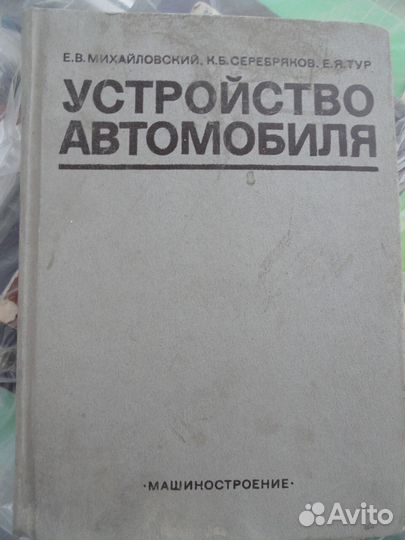 Е.В. МИХАЙЛОВСКИЙ, К.Б. СЕРЕБРЯКОВ, Е.Я. ТУР
УСТРОЙСТВО
АВТОМОБИЛЯ
·МАШИНОСТРОЕНИЕ·
Avito